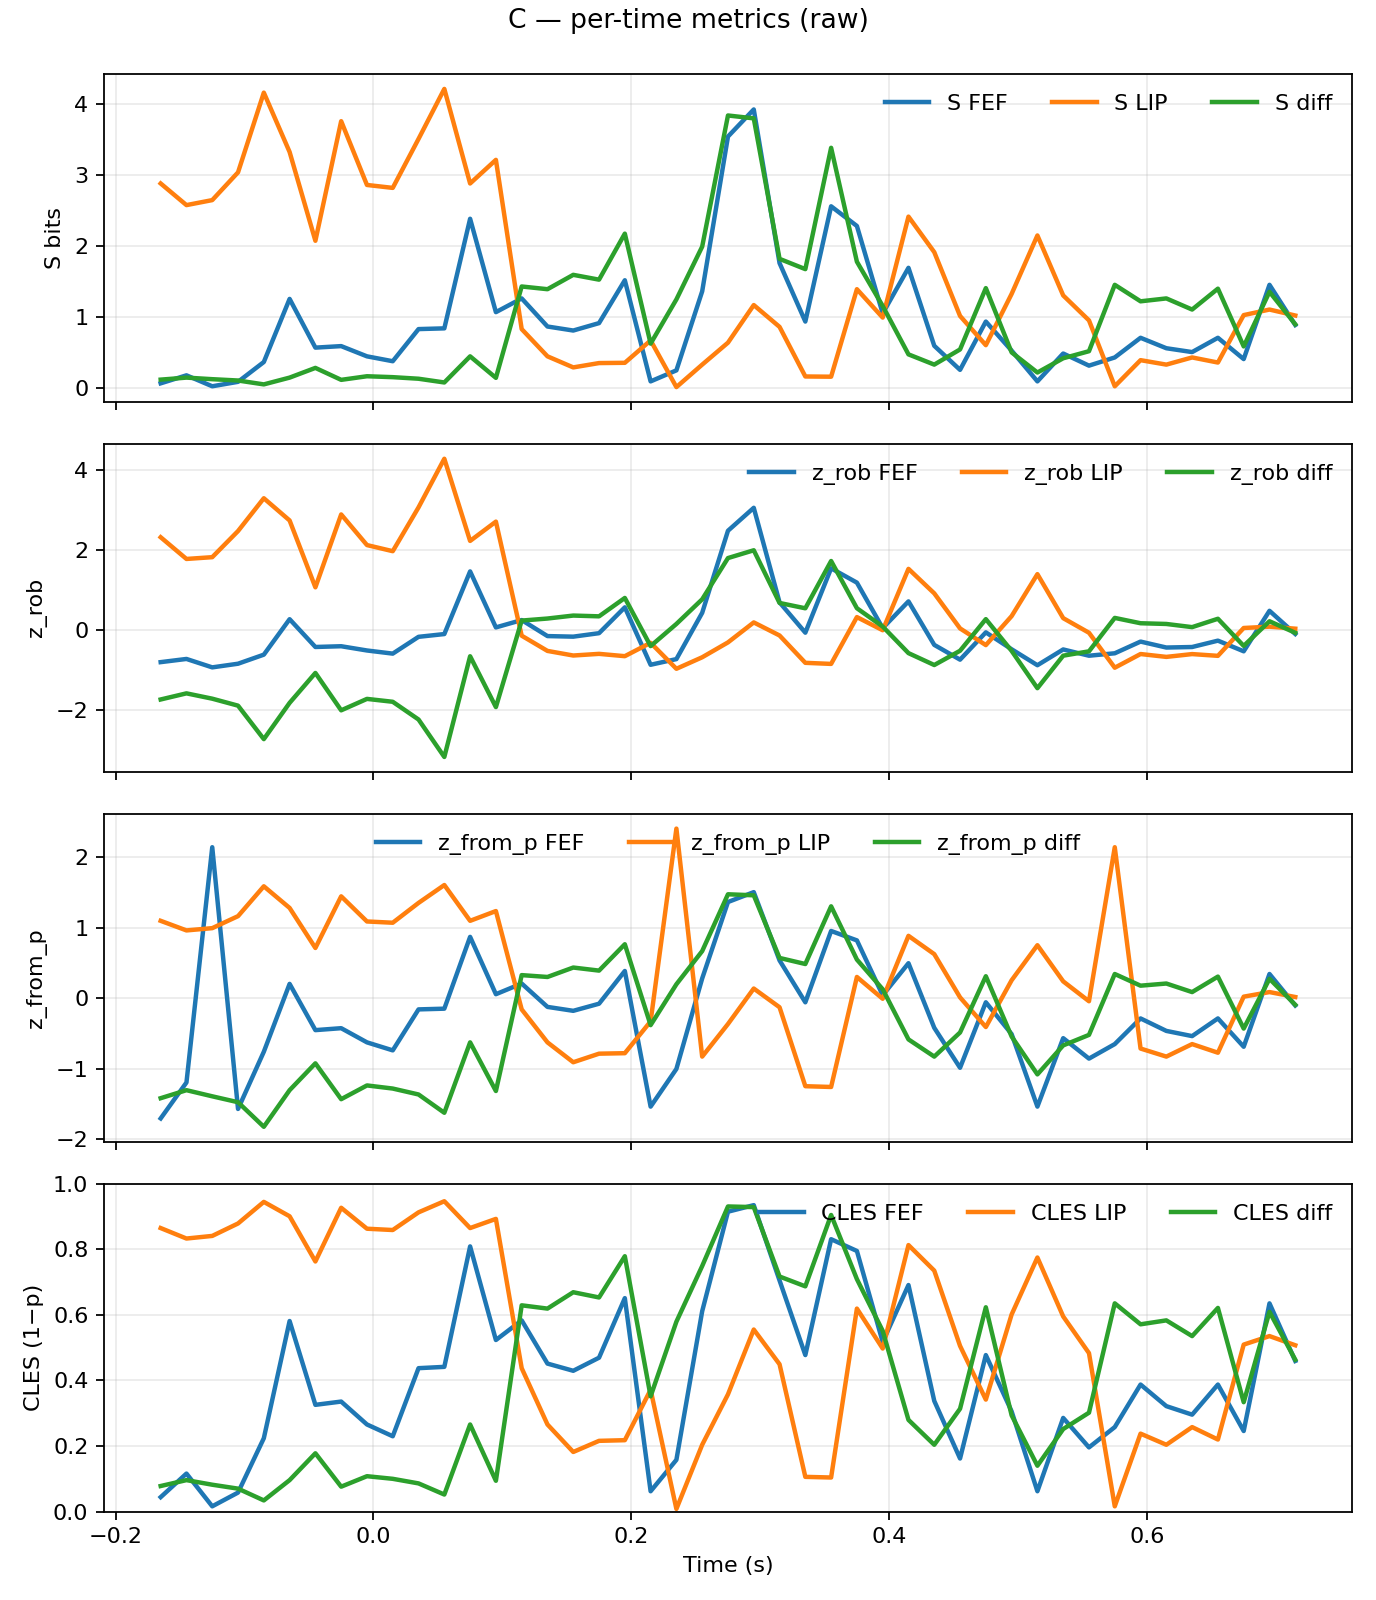 C — per-time metrics (raw)
S FEF S LIP S diff
4
3
2
1
0
S bits
z_rob FEF z_rob LIP z_rob diff
4
2
0
−2
z_rob
z_from_p FEF z_from_p LIP z_from_p diff
2
1
0
−1
−2
z_from_p
CLES FEF CLES LIP CLES diff
1.0
0.8
0.6
0.4
0.2
0.0
CLES (1−p)
−0.2 0.0 0.2 0.4 0.6
Time (s)